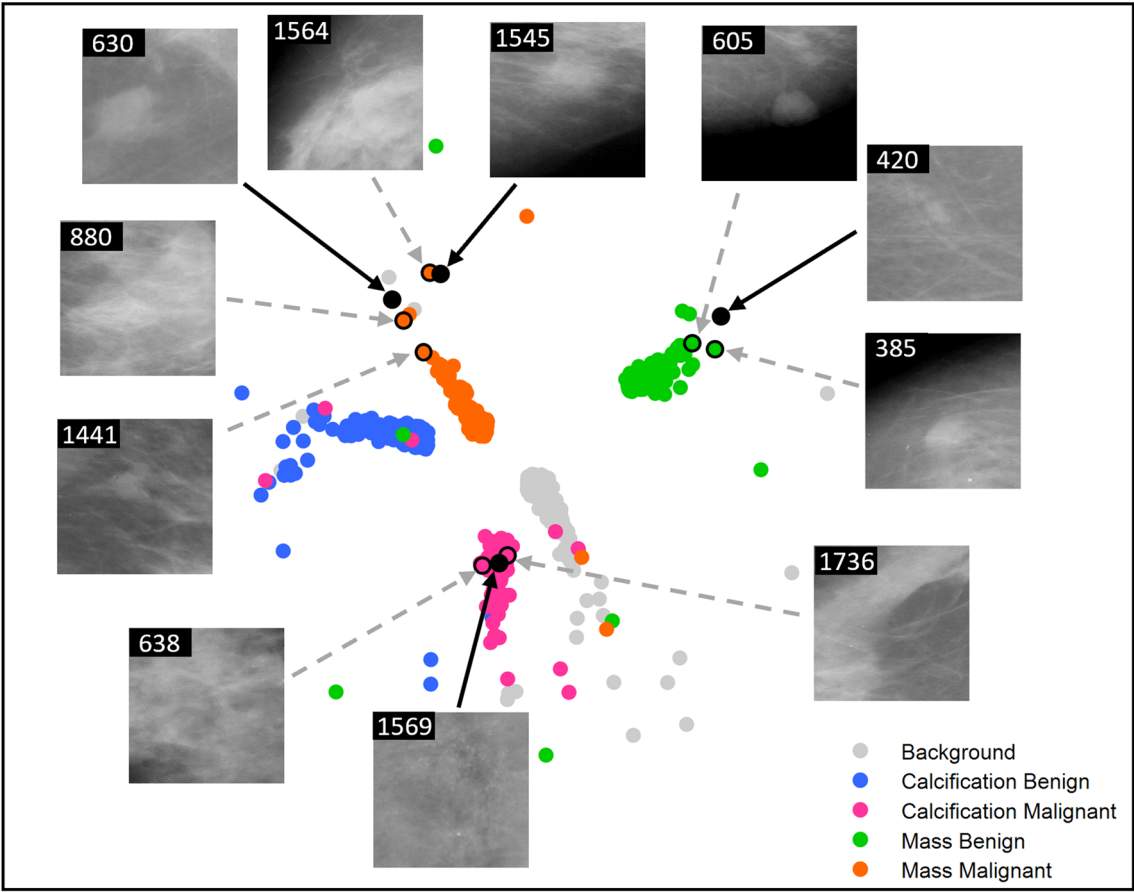 630
1564
1545
605
420
880
385
1441
1736
638
1569
Background
Calcification Benign
Calcification Malignant
Mass Benign
Mass Malignant